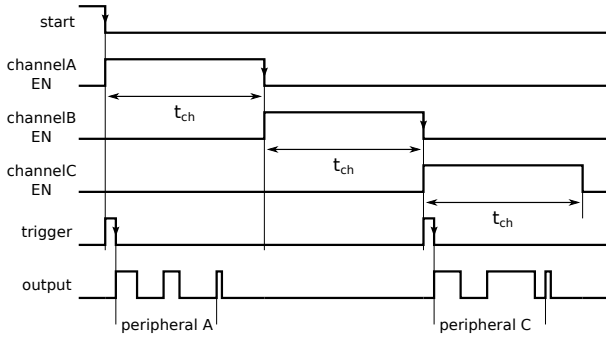 start
channelA
EN
t_ch
channelB
EN
t_ch
channelC
EN
t_ch
trigger
output
peripheral A
peripheral C